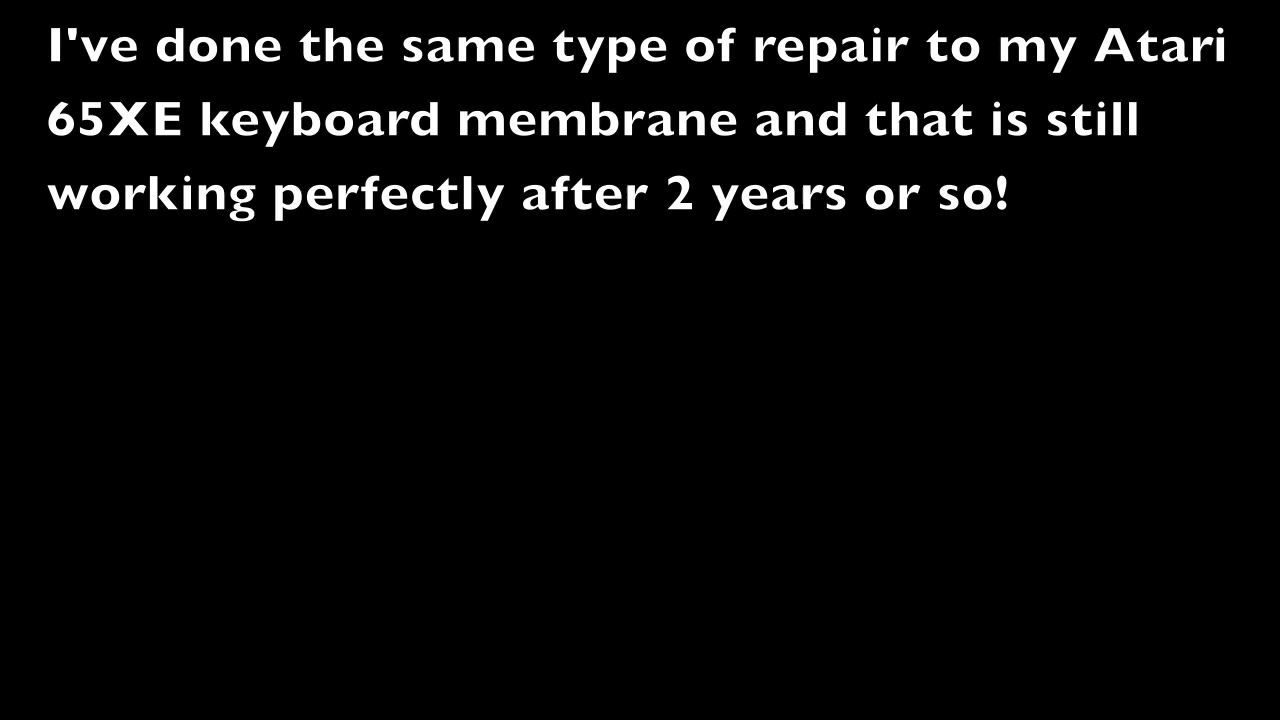 I've done the same type of repair to my Atari
65XE keyboard membrane and that is still
working perfectly after 2 years or so!